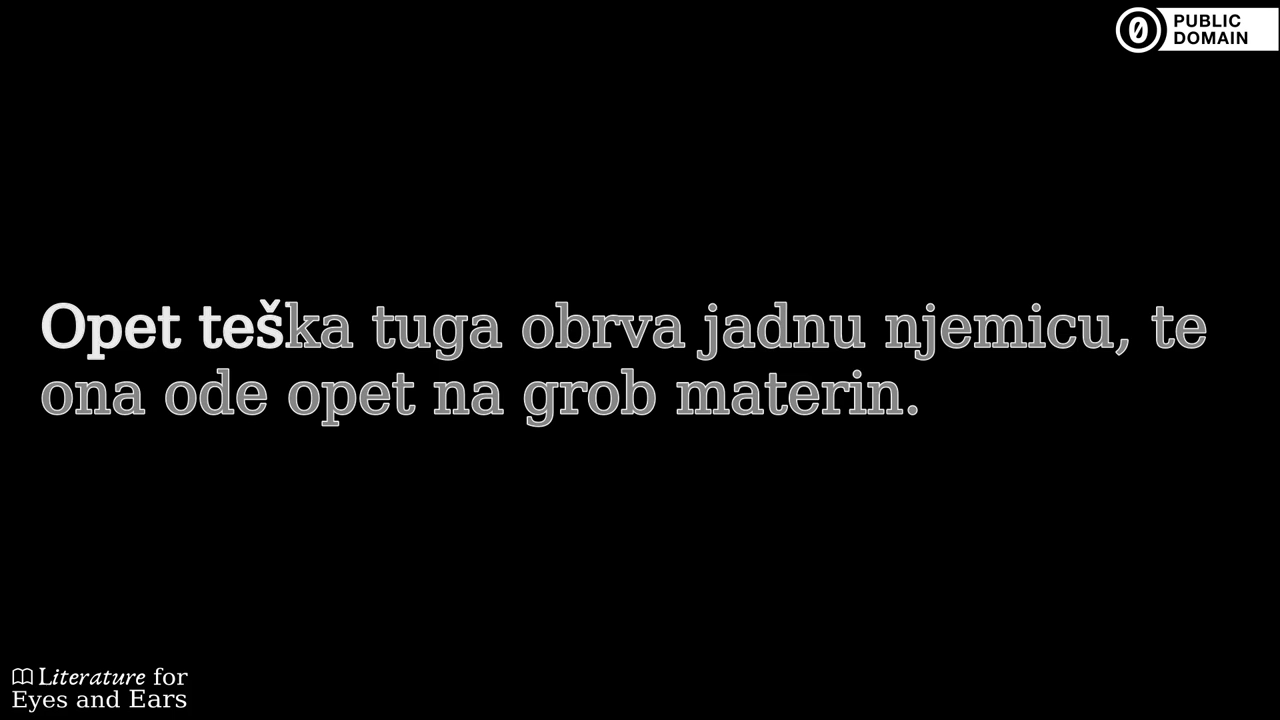 PUBLIC
DOMAIN
Opet teška tuga obrva jadnu njemicu, te
ona ode opet na grob materin.
Literature for
Eyes and Ears